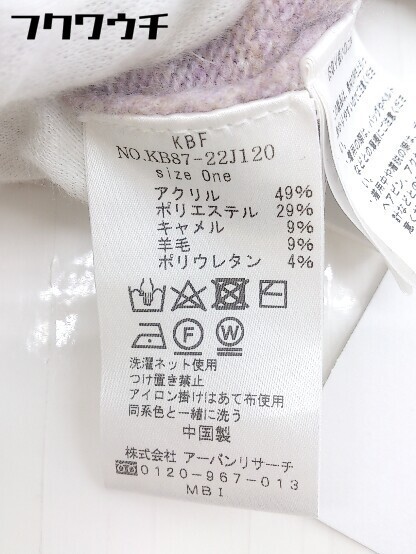 フクワウチ
KBF
NO.KB87-22J120
size One
アクリル 49%
ポリエステル 29%
キャメル 9%
羊毛 9%
ポリウレタン 4%
F W
洗濯ネット使用
つけ置き禁止
アイロン掛けはあて布使用
同系色と一緒に洗う
中国製
株式会社 アーバンリサーチ
0120-967-013
MBI